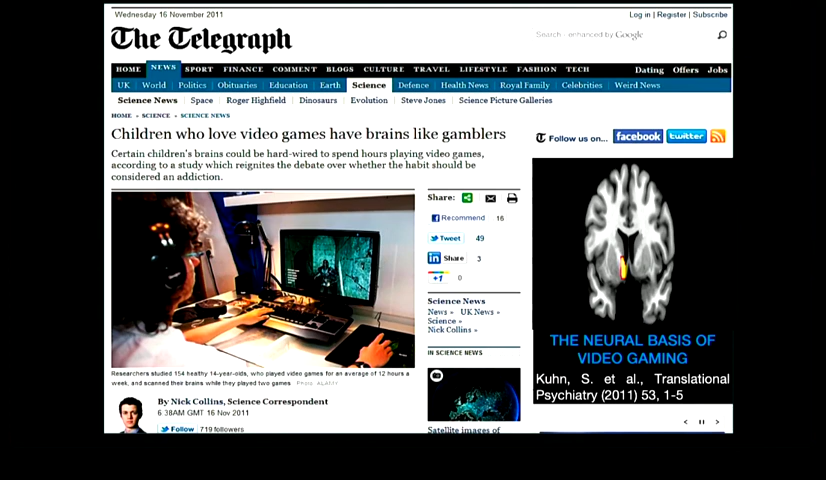 Wednesday 16 November 2011
Log in | Register | Subscribe
The Telegraph
Search - enhanced by Google
HOME NEWS SPORT FINANCE COMMENT BLOGS CULTURE TRAVEL LIFESTYLE FASHION TECH Dating Offers Jobs
UK World Politics Obituaries Education Earth Science Defence Health News Royal Family Celebrities Weird News
Science News Space Roger Highfield Dinosaurs Evolution Steve Jones Science Picture Galleries
HOME » SCIENCE » SCIENCE NEWS
Children who love video games have brains like gamblers
Certain children's brains could be hard-wired to spend hours playing video games,
according to a study which reignites the debate over whether the habit should be
considered an addiction.
Researchers studied 154 healthy 14-year-olds, who played video games for an average of 12 hours a
week, and scanned their brains while they played two games Photo: ALAMY
By Nick Collins, Science Correspondent
6:38AM GMT 16 Nov 2011
Follow 719 followers
Share:
Recommend 16
Tweet 49
in Share 3
+1 0
Science News
News » UK News »
Science »
Nick Collins »
IN SCIENCE NEWS
Satellite images of
Follow us on... facebook twitter
THE NEURAL BASIS OF
VIDEO GAMING
Kuhn, S. et al., Translational
Psychiatry (2011) 53, 1-5